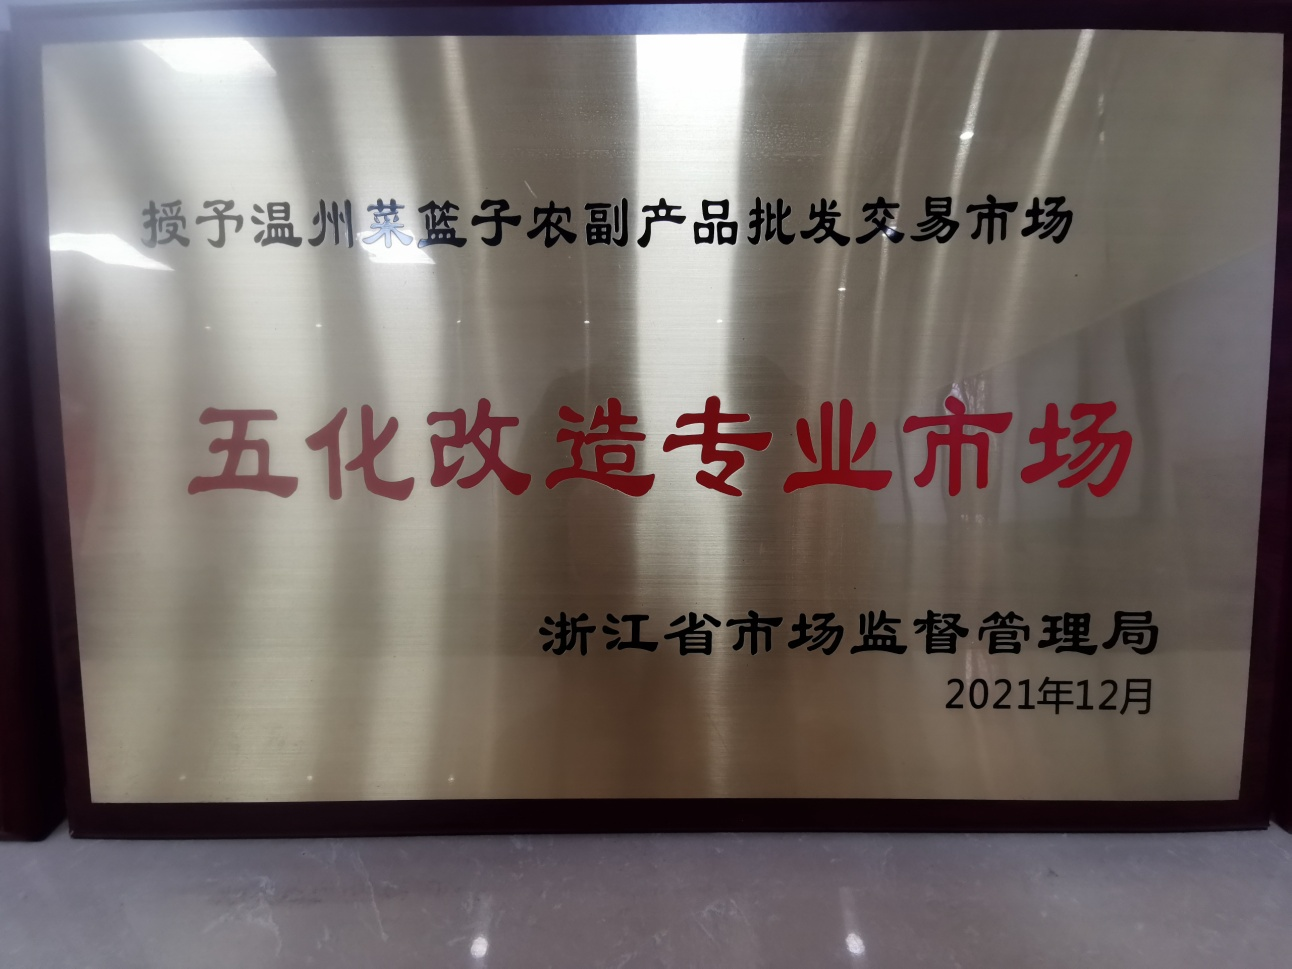 授予温州菜篮子农副产品批发交易市场
五化改造专业市场
浙江省市场监督管理局
2021年12月